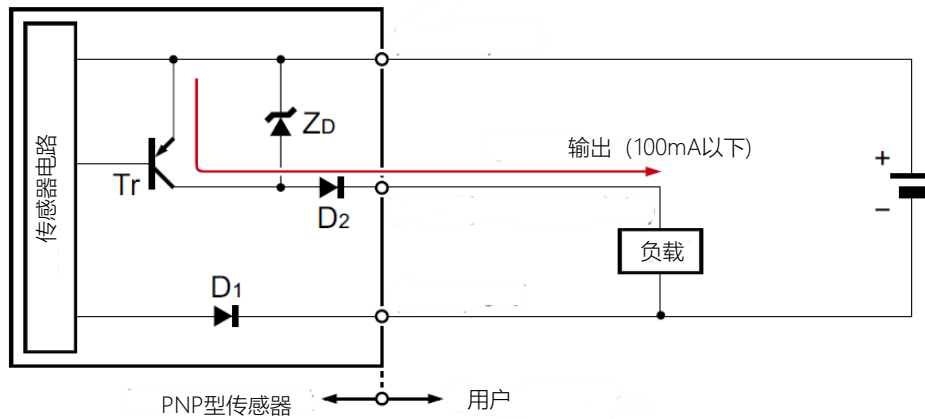 传感器电路
Tr
ZD
D2
D1
输出 (100mA以下)
负载
+
−
PNP型传感器
用户